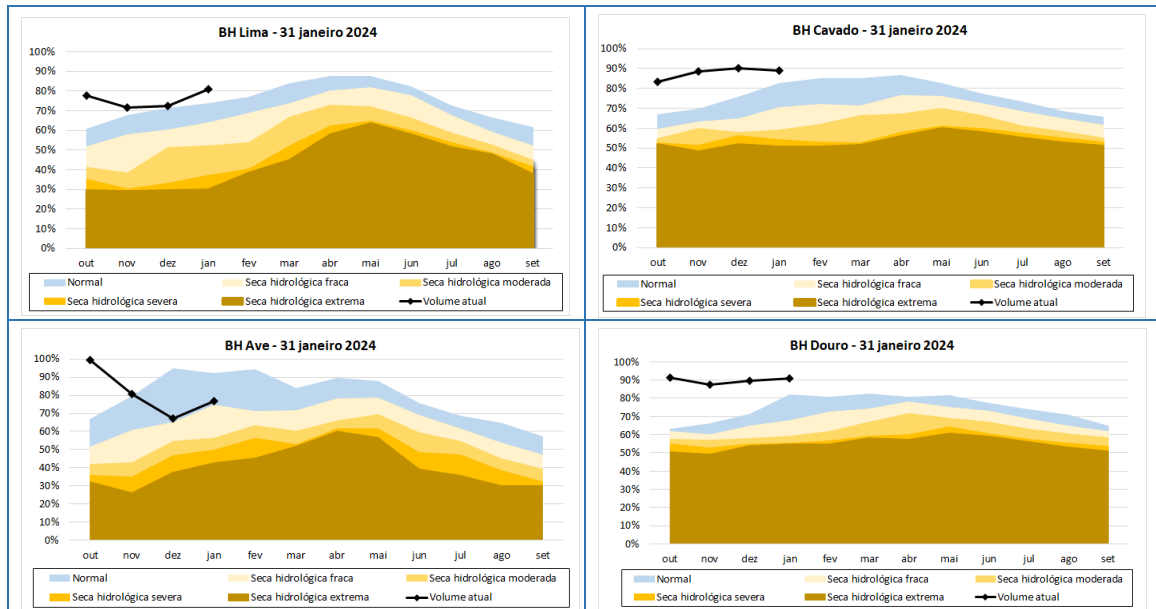 BH Lima - 31 janeiro 2024
100%
90%
80%
70%
60%
50%
40%
30%
20%
10%
0%
out nov dez jan fev mar abr mai jun jul ago set
Normal Seca hidrológica fraca Seca hidrológica moderada
Seca hidrológica severa Seca hidrológica extrema Volume atual
BH Cavado - 31 janeiro 2024
100%
90%
80%
70%
60%
50%
40%
30%
20%
10%
0%
out nov dez jan fev mar abr mai jun jul ago set
Normal Seca hidrológica fraca Seca hidrológica moderada
Seca hidrológica severa Seca hidrológica extrema Volume atual
BH Ave - 31 janeiro 2024
100%
90%
80%
70%
60%
50%
40%
30%
20%
10%
0%
out nov dez jan fev mar abr mai jun jul ago set
Normal Seca hidrológica fraca Seca hidrológica moderada
Seca hidrológica severa Seca hidrológica extrema Volume atual
BH Douro - 31 janeiro 2024
100%
90%
80%
70%
60%
50%
40%
30%
20%
10%
0%
out nov dez jan fev mar abr mai jun jul ago set
Normal Seca hidrológica fraca Seca hidrológica moderada
Seca hidrológica severa Seca hidrológica extrema Volume atual